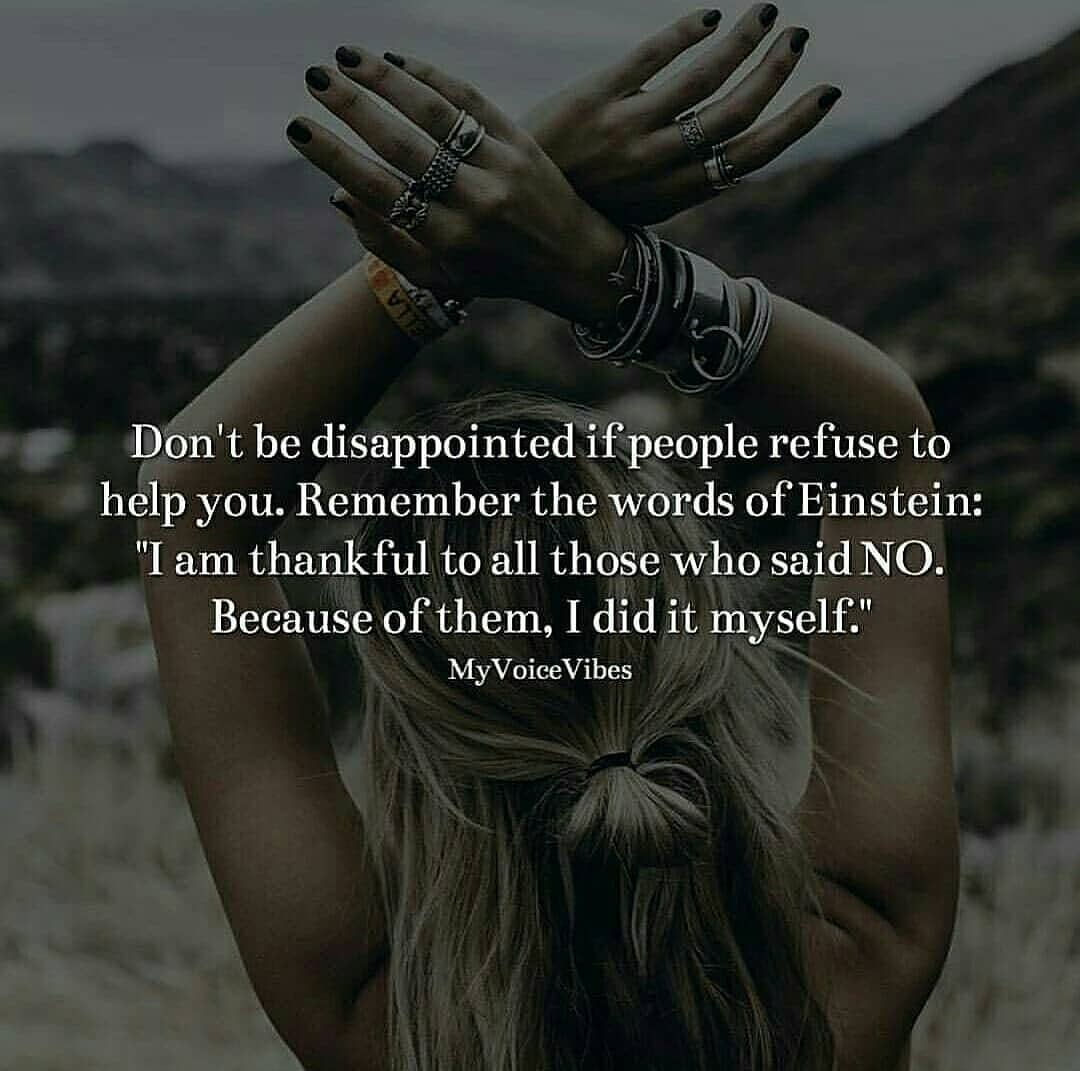 Don't be disappointed if people refuse to
help you. Remember the words of Einstein:
"I am thankful to all those who said NO.
Because of them, I did it myself."
MyVoiceVibes